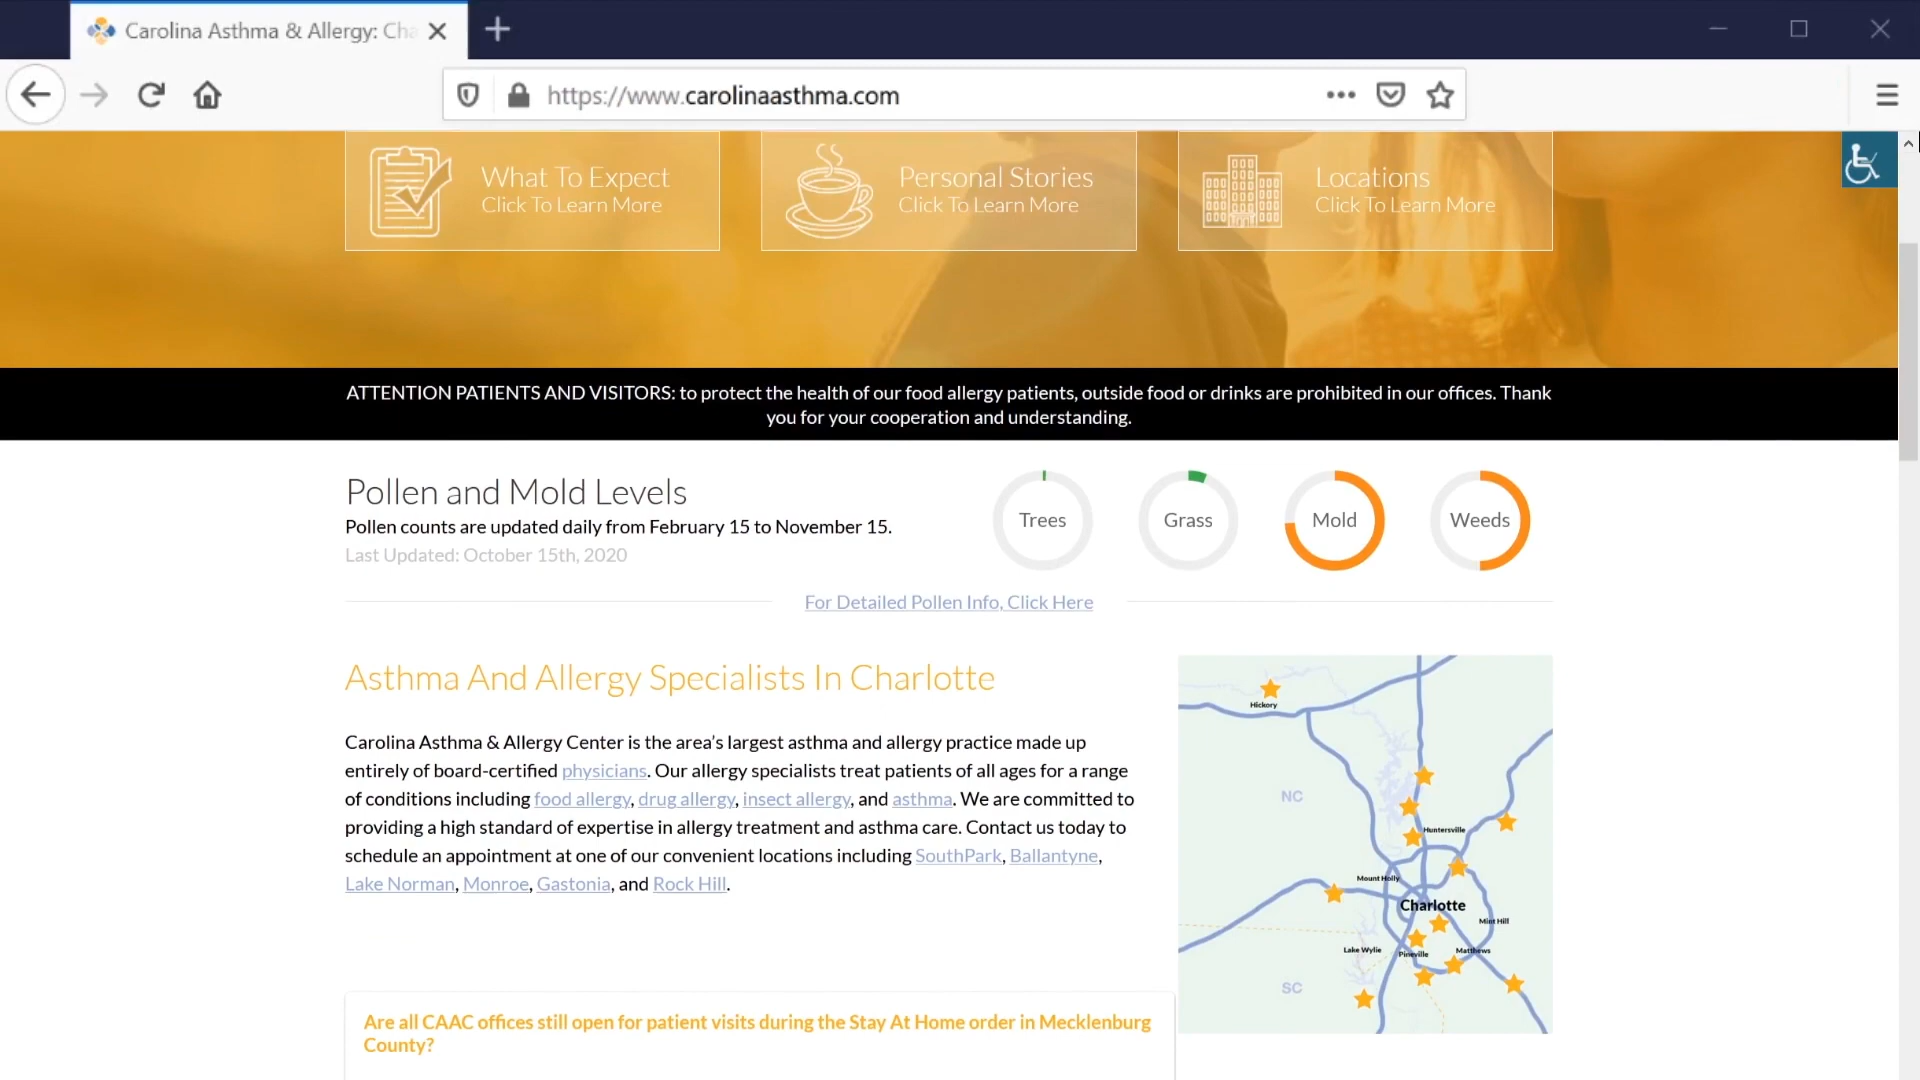 Carolina Asthma & Allergy: Cha
https://www.carolinaasthma.com
What To Expect
Click To Learn More
Personal Stories
Click To Learn More
Locations
Click To Learn More
ATTENTION PATIENTS AND VISITORS: to protect the health of our food allergy patients, outside food or drinks are prohibited in our offices. Thank
you for your cooperation and understanding.
Pollen and Mold Levels
Pollen counts are updated daily from February 15 to November 15.
Last Updated: October 15th, 2020
Trees
Grass
Mold
Weeds
For Detailed Pollen Info, Click Here
Asthma And Allergy Specialists In Charlotte
Carolina Asthma & Allergy Center is the area's largest asthma and allergy practice made up
entirely of board-certified physicians. Our allergy specialists treat patients of all ages for a range
of conditions including food allergy, drug allergy, insect allergy, and asthma. We are committed to
providing a high standard of expertise in allergy treatment and asthma care. Contact us today to
schedule an appointment at one of our convenient locations including SouthPark, Ballantyne,
Lake Norman, Monroe, Gastonia, and Rock Hill.
Hickory
NC
Huntersville
Mount Holly
Charlotte
Mint Hill
Lake Wylie
Pineville
Matthews
SC
Are all CAAC offices still open for patient visits during the Stay At Home order in Mecklenburg
County?